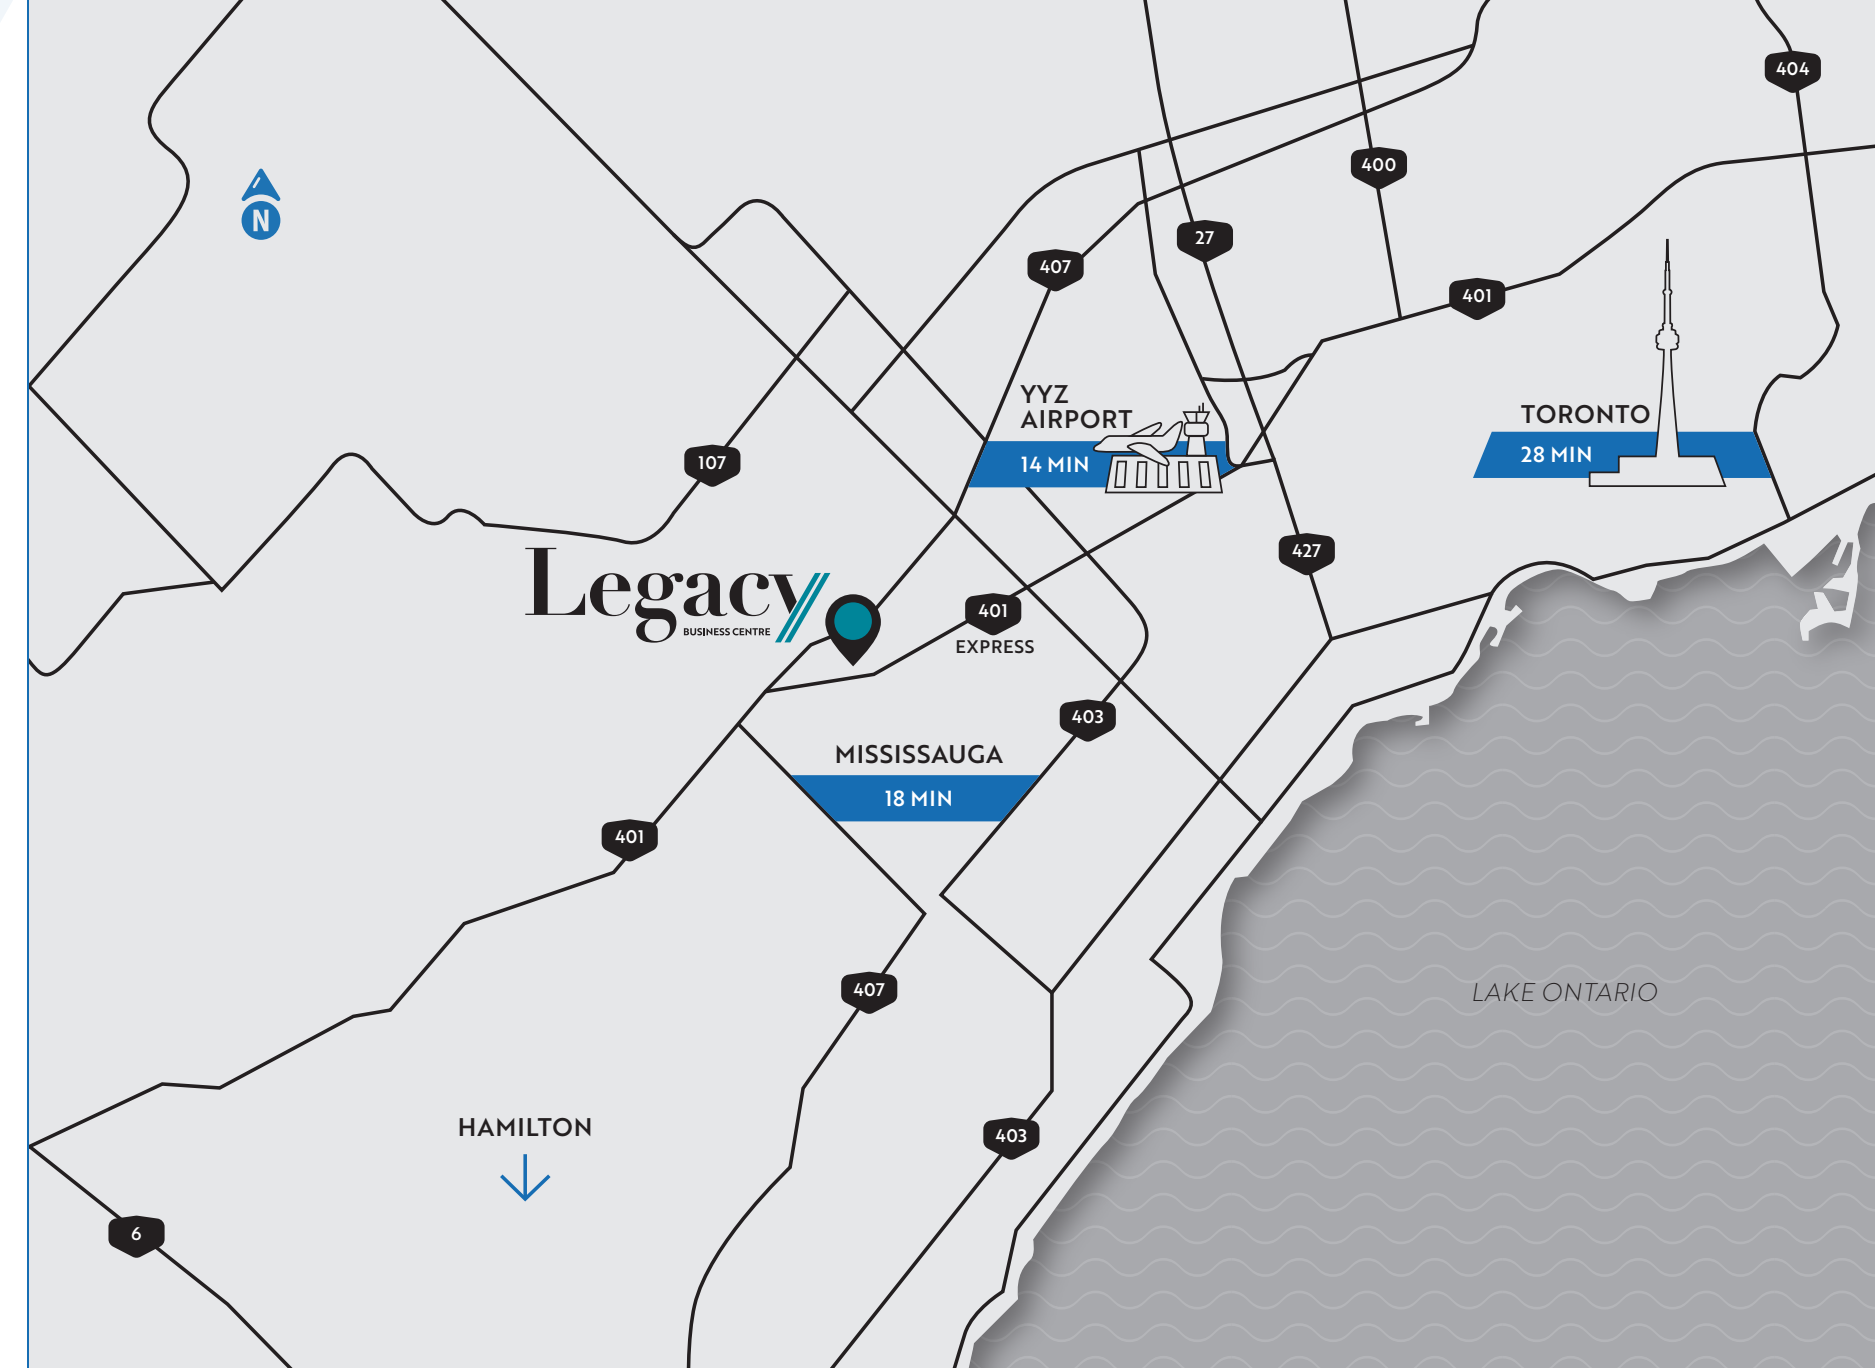 404
400
N
27
407
401
YYZ
AIRPORT
14 MIN
TORONTO
28 MIN
107
427
Legacy
BUSINESS CENTRE
401
EXPRESS
403
MISSISSAUGA
18 MIN
401
407
LAKE ONTARIO
HAMILTON
403
6